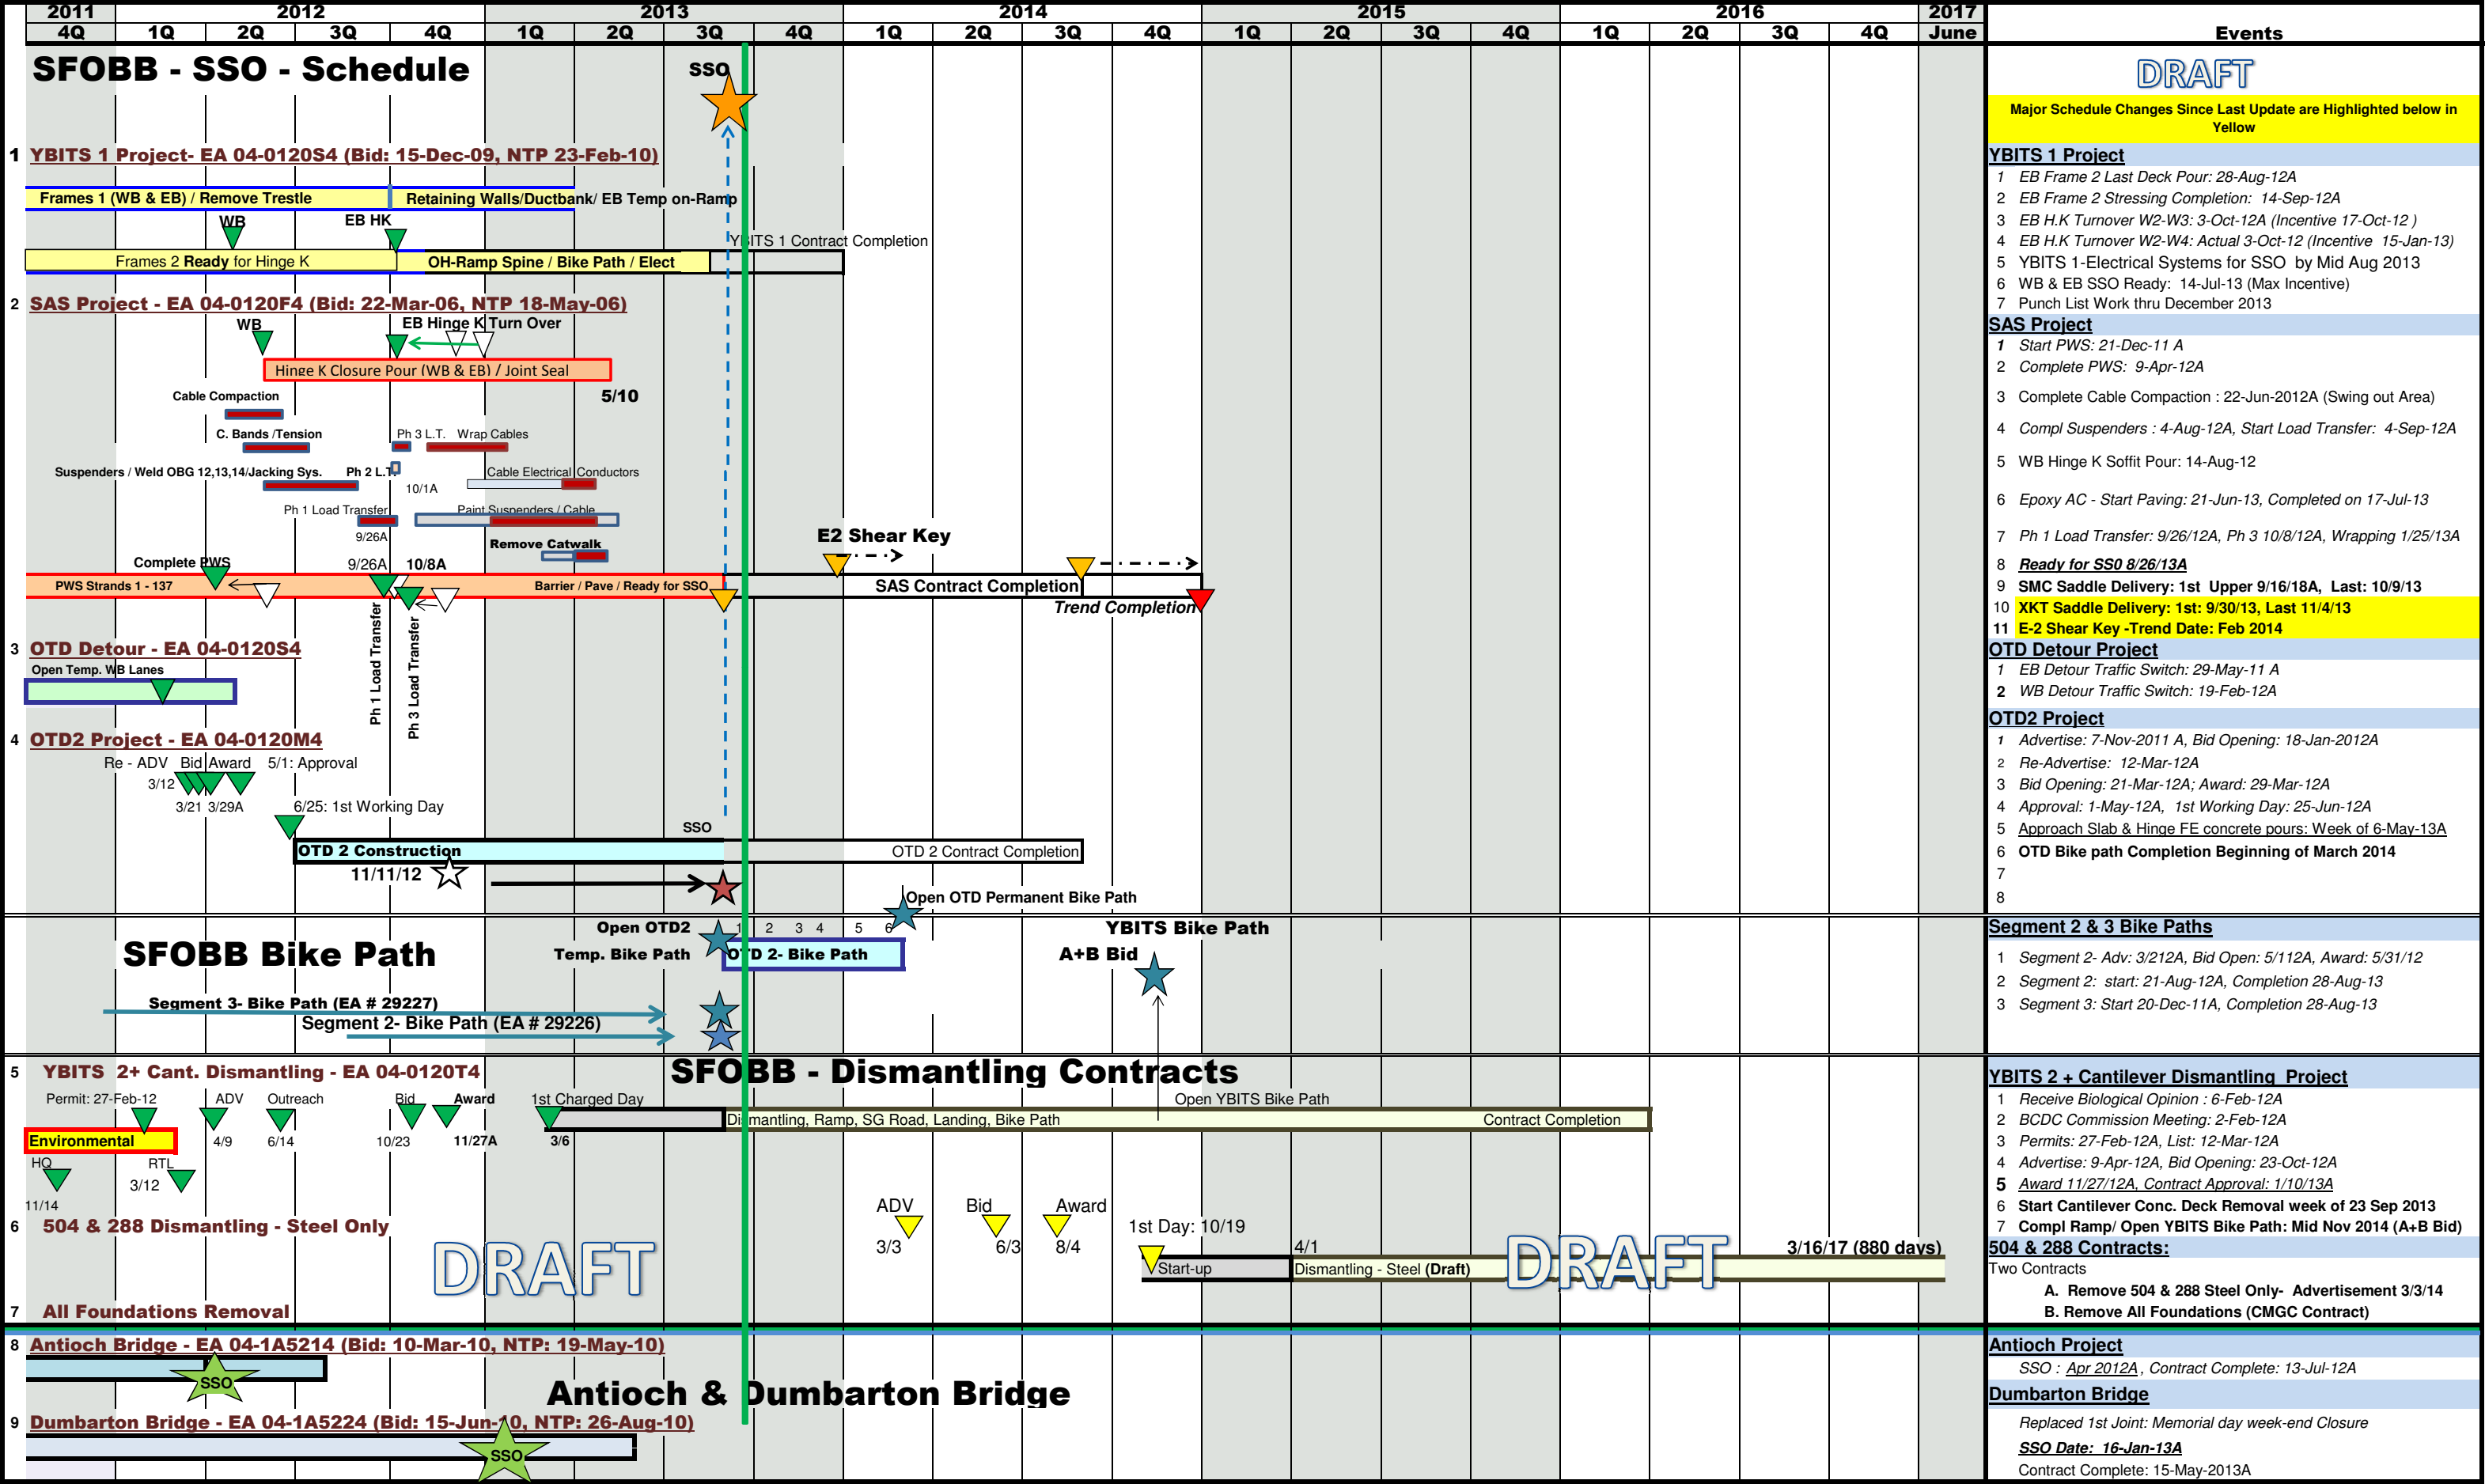 2011 2012 2013 2014 2015 2016 2017
4Q 1Q 2Q 3Q 4Q 1Q 2Q 3Q 4Q 1Q 2Q 3Q 4Q 1Q 2Q 3Q 4Q 1Q 2Q 3Q 4Q June Events
SFOBB - SSO - Schedule
SSO
1 YBITS 1 Project- EA 04-0120S4 (Bid: 15-Dec-09, NTP 23-Feb-10)
Frames 1 (WB & EB) / Remove Trestle
Retaining Walls/Ductbank/ EB Temp on-Ramp
WB
EB HK
YBITS 1 Contract Completion
Frames 2 Ready for Hinge K
OH-Ramp Spine / Bike Path / Elect
2 SAS Project - EA 04-0120F4 (Bid: 22-Mar-06, NTP 18-May-06)
WB
EB Hinge K Turn Over
Hinge K Closure Pour (WB & EB) / Joint Seal
5/10
Cable Compaction
C. Bands /Tension
Ph 3 L.T. Wrap Cables
Suspenders / Weld OBG 12,13,14/Jacking Sys.
Ph 2 L.T.
10/1A
Cable Electrical Conductors
Ph 1 Load Transfer
9/26A
Paint Suspenders / Cable
Remove Catwalk
E2 Shear Key
Complete PWS
9/26A 10/8A
PWS Strands 1 - 137
Barrier / Pave / Ready for SSO
SAS Contract Completion
Trend Completion
Ph 1 Load Transfer
Ph 3 Load Transfer
3 OTD Detour - EA 04-0120S4
Open Temp. WB Lanes
4 OTD2 Project - EA 04-0120M4
Re - ADV Bid Award 5/1: Approval
3/12
3/21 3/29A
6/25: 1st Working Day
SSO
OTD 2 Construction
OTD 2 Contract Completion
11/11/12
Open OTD Permanent Bike Path
SFOBB Bike Path
Open OTD2
Temp. Bike Path
1 2 3 4 5 6
OTD 2- Bike Path
YBITS Bike Path
A+B Bid
Segment 3- Bike Path (EA # 29227)
Segment 2- Bike Path (EA # 29226)
SFOBB - Dismantling Contracts
5 YBITS 2+ Cant. Dismantling - EA 04-0120T4
Permit: 27-Feb-12 ADV Outreach Bid Award 1st Charged Day
Open YBITS Bike Path
Dismantling, Ramp, SG Road, Landing, Bike Path
Contract Completion
Environmental
4/9 6/14 10/23 11/27A 3/6
HQ RTL
3/12
11/14
6 504 & 288 Dismantling - Steel Only
ADV Bid Award
3/3 6/3 8/4
1st Day: 10/19
4/1
3/16/17 (880 days)
Start-up
Dismantling - Steel (Draft)
DRAFT
DRAFT
7 All Foundations Removal
8 Antioch Bridge - EA 04-1A5214 (Bid: 10-Mar-10, NTP: 19-May-10)
SSO
Antioch & Dumbarton Bridge
9 Dumbarton Bridge - EA 04-1A5224 (Bid: 15-Jun-10, NTP: 26-Aug-10)
SSO
DRAFT
Major Schedule Changes Since Last Update are Highlighted below in
Yellow
YBITS 1 Project
1 EB Frame 2 Last Deck Pour: 28-Aug-12A
2 EB Frame 2 Stressing Completion: 14-Sep-12A
3 EB H.K Turnover W2-W3: 3-Oct-12A (Incentive 17-Oct-12 )
4 EB H.K Turnover W2-W4: Actual 3-Oct-12 (Incentive 15-Jan-13)
5 YBITS 1-Electrical Systems for SSO by Mid Aug 2013
6 WB & EB SSO Ready: 14-Jul-13 (Max Incentive)
7 Punch List Work thru December 2013
SAS Project
1 Start PWS: 21-Dec-11 A
2 Complete PWS: 9-Apr-12A
3 Complete Cable Compaction : 22-Jun-2012A (Swing out Area)
4 Compl Suspenders : 4-Aug-12A, Start Load Transfer: 4-Sep-12A
5 WB Hinge K Soffit Pour: 14-Aug-12
6 Epoxy AC - Start Paving: 21-Jun-13, Completed on 17-Jul-13
7 Ph 1 Load Transfer: 9/26/12A, Ph 3 10/8/12A, Wrapping 1/25/13A
8 Ready for SS0 8/26/13A
9 SMC Saddle Delivery: 1st Upper 9/16/18A, Last: 10/9/13
10 XKT Saddle Delivery: 1st: 9/30/13, Last 11/4/13
11 E-2 Shear Key -Trend Date: Feb 2014
OTD Detour Project
1 EB Detour Traffic Switch: 29-May-11 A
2 WB Detour Traffic Switch: 19-Feb-12A
OTD2 Project
1 Advertise: 7-Nov-2011 A, Bid Opening: 18-Jan-2012A
2 Re-Advertise: 12-Mar-12A
3 Bid Opening: 21-Mar-12A; Award: 29-Mar-12A
4 Approval: 1-May-12A, 1st Working Day: 25-Jun-12A
5 Approach Slab & Hinge FE concrete pours: Week of 6-May-13A
6 OTD Bike path Completion Beginning of March 2014
7
8
Segment 2 & 3 Bike Paths
1 Segment 2- Adv: 3/212A, Bid Open: 5/112A, Award: 5/31/12
2 Segment 2: start: 21-Aug-12A, Completion 28-Aug-13
3 Segment 3: Start 20-Dec-11A, Completion 28-Aug-13
YBITS 2 + Cantilever Dismantling Project
1 Receive Biological Opinion : 6-Feb-12A
2 BCDC Commission Meeting: 2-Feb-12A
3 Permits: 27-Feb-12A, List: 12-Mar-12A
4 Advertise: 9-Apr-12A, Bid Opening: 23-Oct-12A
5 Award 11/27/12A, Contract Approval: 1/10/13A
6 Start Cantilever Conc. Deck Removal week of 23 Sep 2013
7 Compl Ramp/ Open YBITS Bike Path: Mid Nov 2014 (A+B Bid)
504 & 288 Contracts:
Two Contracts
A. Remove 504 & 288 Steel Only- Advertisement 3/3/14
B. Remove All Foundations (CMGC Contract)
Antioch Project
SSO : Apr 2012A , Contract Complete: 13-Jul-12A
Dumbarton Bridge
Replaced 1st Joint: Memorial day week-end Closure
SSO Date: 16-Jan-13A
Contract Complete: 15-May-2013A